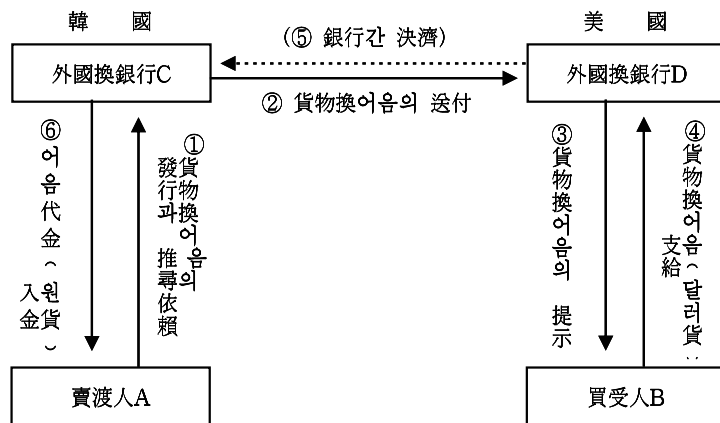 韓 國
美 國
(⑤ 銀行간 決濟)
外國換銀行C
外國換銀行D
② 貨物換어음의 送付
⑥어음代金(원貨)
入金
①貨物換어음의
發行과 推尋依賴
③貨物換어음의 提示
④貨物換어음(달러貨)
支給
賣渡人A
買受人B